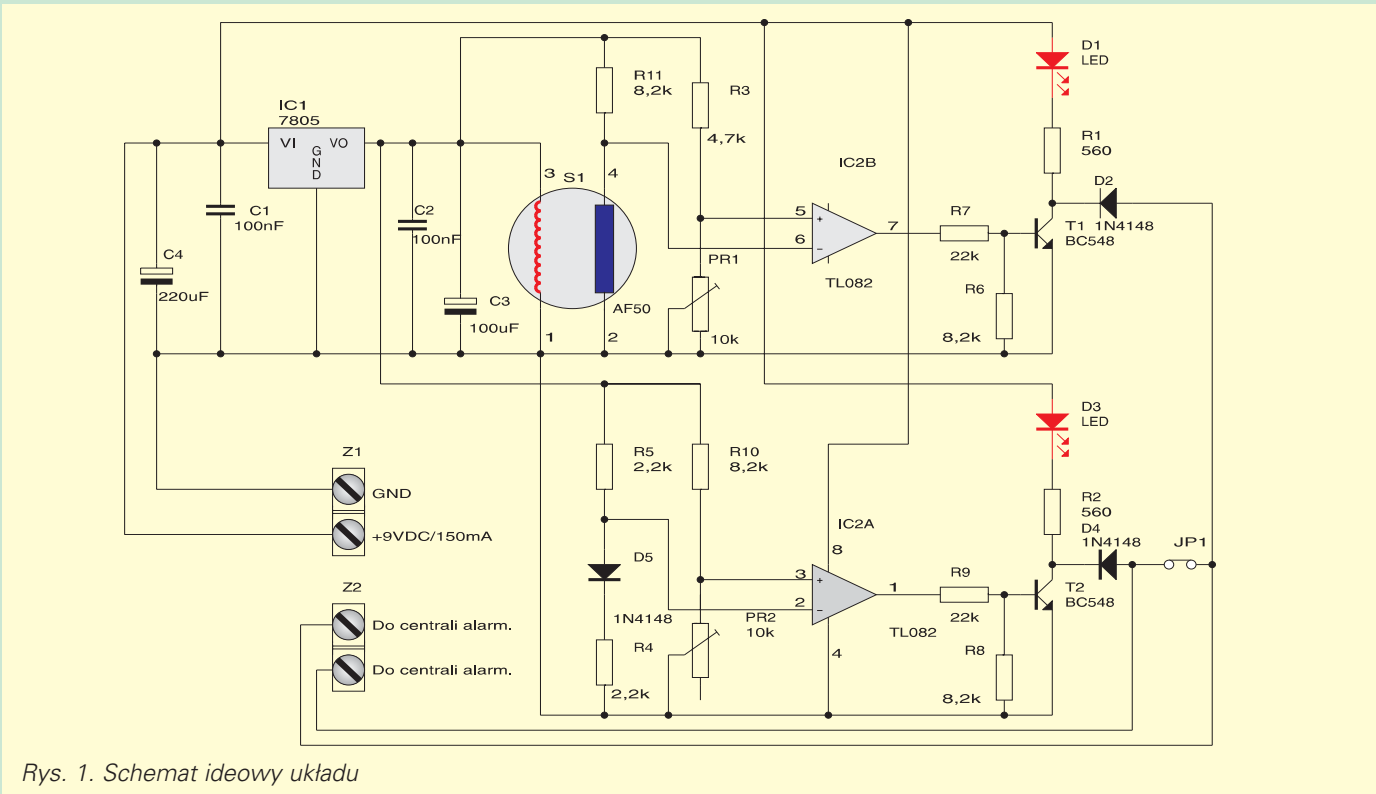 D1
LED
R11
8,2k
R3
4,7k
IC1
7805
VI
VO
G
N
D
R1
560
IC2B
3
S1
4
D2
1N4148
C1
100nF
C2
100nF
5
+
6
−
7
R7
22k
T1
BC548
C4
220uF
PR1
TL082
R6
C3
100uF
AF50
1
2
10k
8,2k
D3
LED
Z1
GND
+9VDC/150mA
R5
2,2k
R10
8,2k
R2
560
IC2A
8
D4
1N4148
JP1
D5
1N4148
3
+
2
−
1
R9
22k
T2
BC548
Z2
Do centrali alarm.
Do centrali alarm.
PR2
10k
TL082
R4
2,2k
4
R8
8,2k
Rys. 1. Schemat ideowy układu